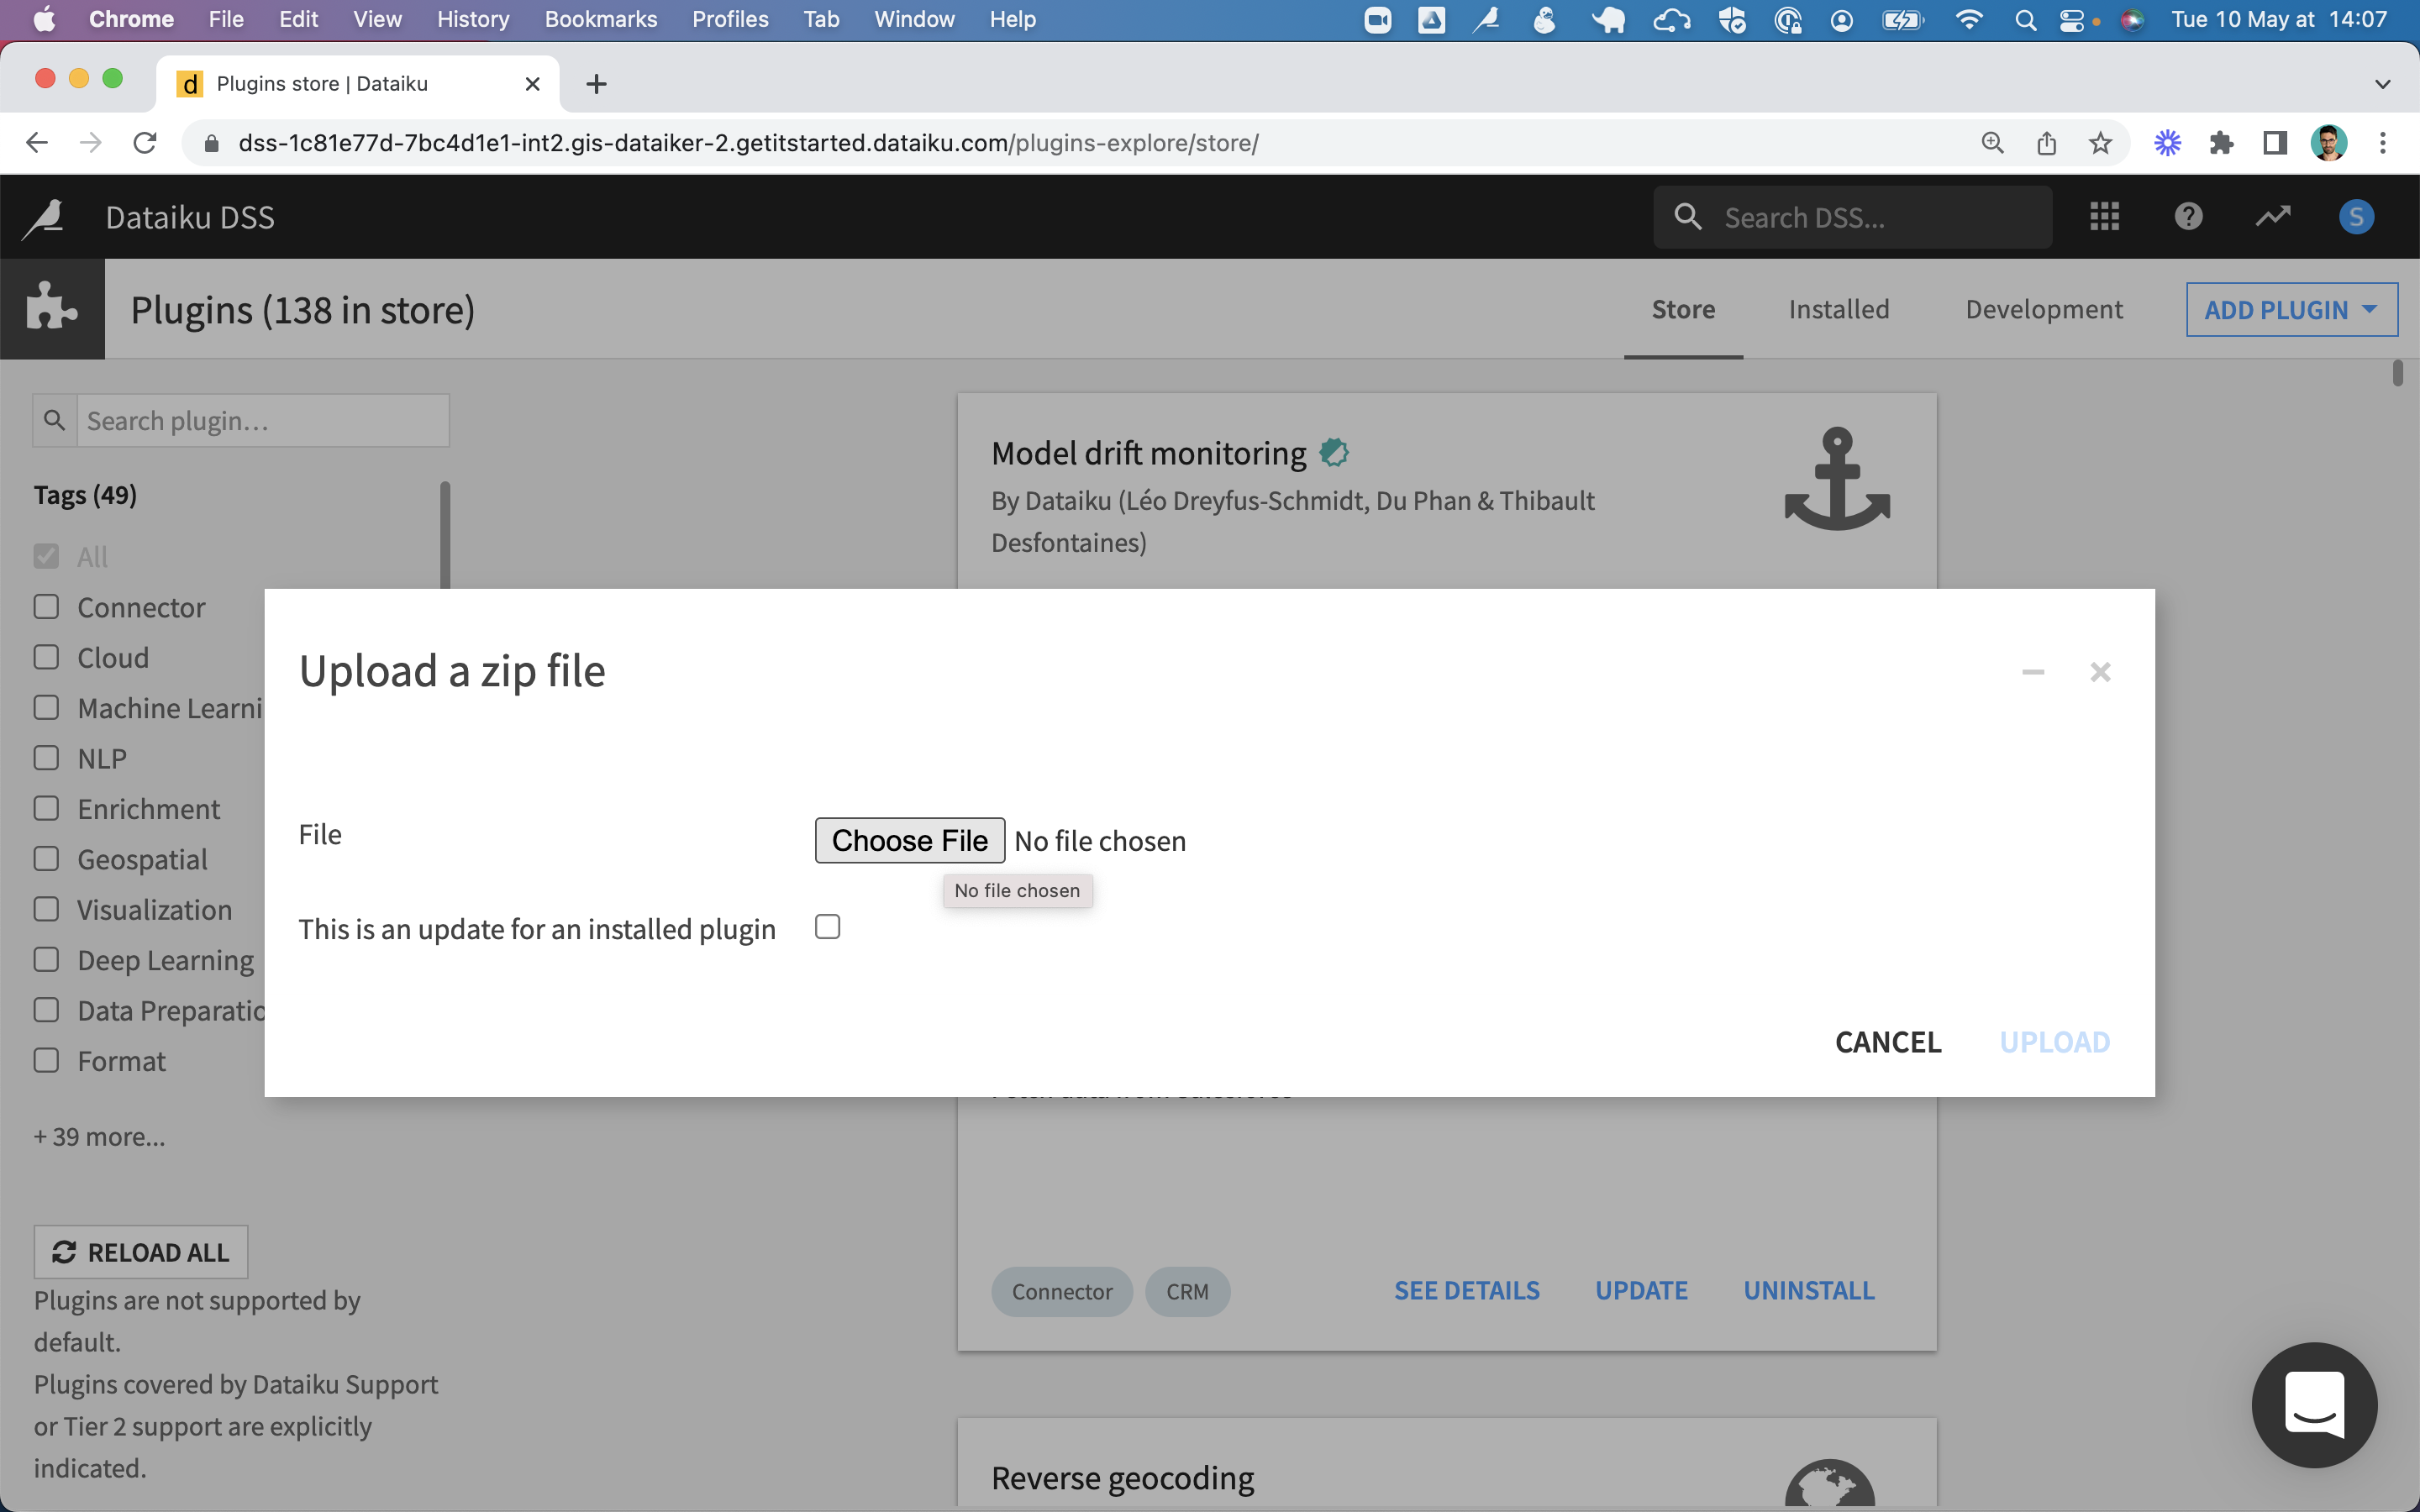 Chrome File Edit View History Bookmarks Profiles Tab Window Help Tue 10 May at 14:07
d Plugins store | Dataiku
dss-1c81e77d-7bc4d1e1-int2.gis-dataiker-2.getitstarted.dataiku.com/plugins-explore/store/
Dataiku DSS Search DSS... S
Plugins (138 in store) Store Installed Development ADD PLUGIN
Search plugin...
Tags (49)
All
Connector
Cloud
Machine Learni
NLP
Enrichment
Geospatial
Visualization
Deep Learning
Data Preparatio
Format
+ 39 more...
RELOAD ALL
Plugins are not supported by
default.
Plugins covered by Dataiku Support
or Tier 2 support are explicitly
indicated.
Model drift monitoring
By Dataiku (Léo Dreyfus-Schmidt, Du Phan & Thibault
Desfontaines)
Upload a zip file
File Choose File No file chosen
No file chosen
This is an update for an installed plugin
CANCEL UPLOAD
Connector CRM SEE DETAILS UPDATE UNINSTALL
Reverse geocoding